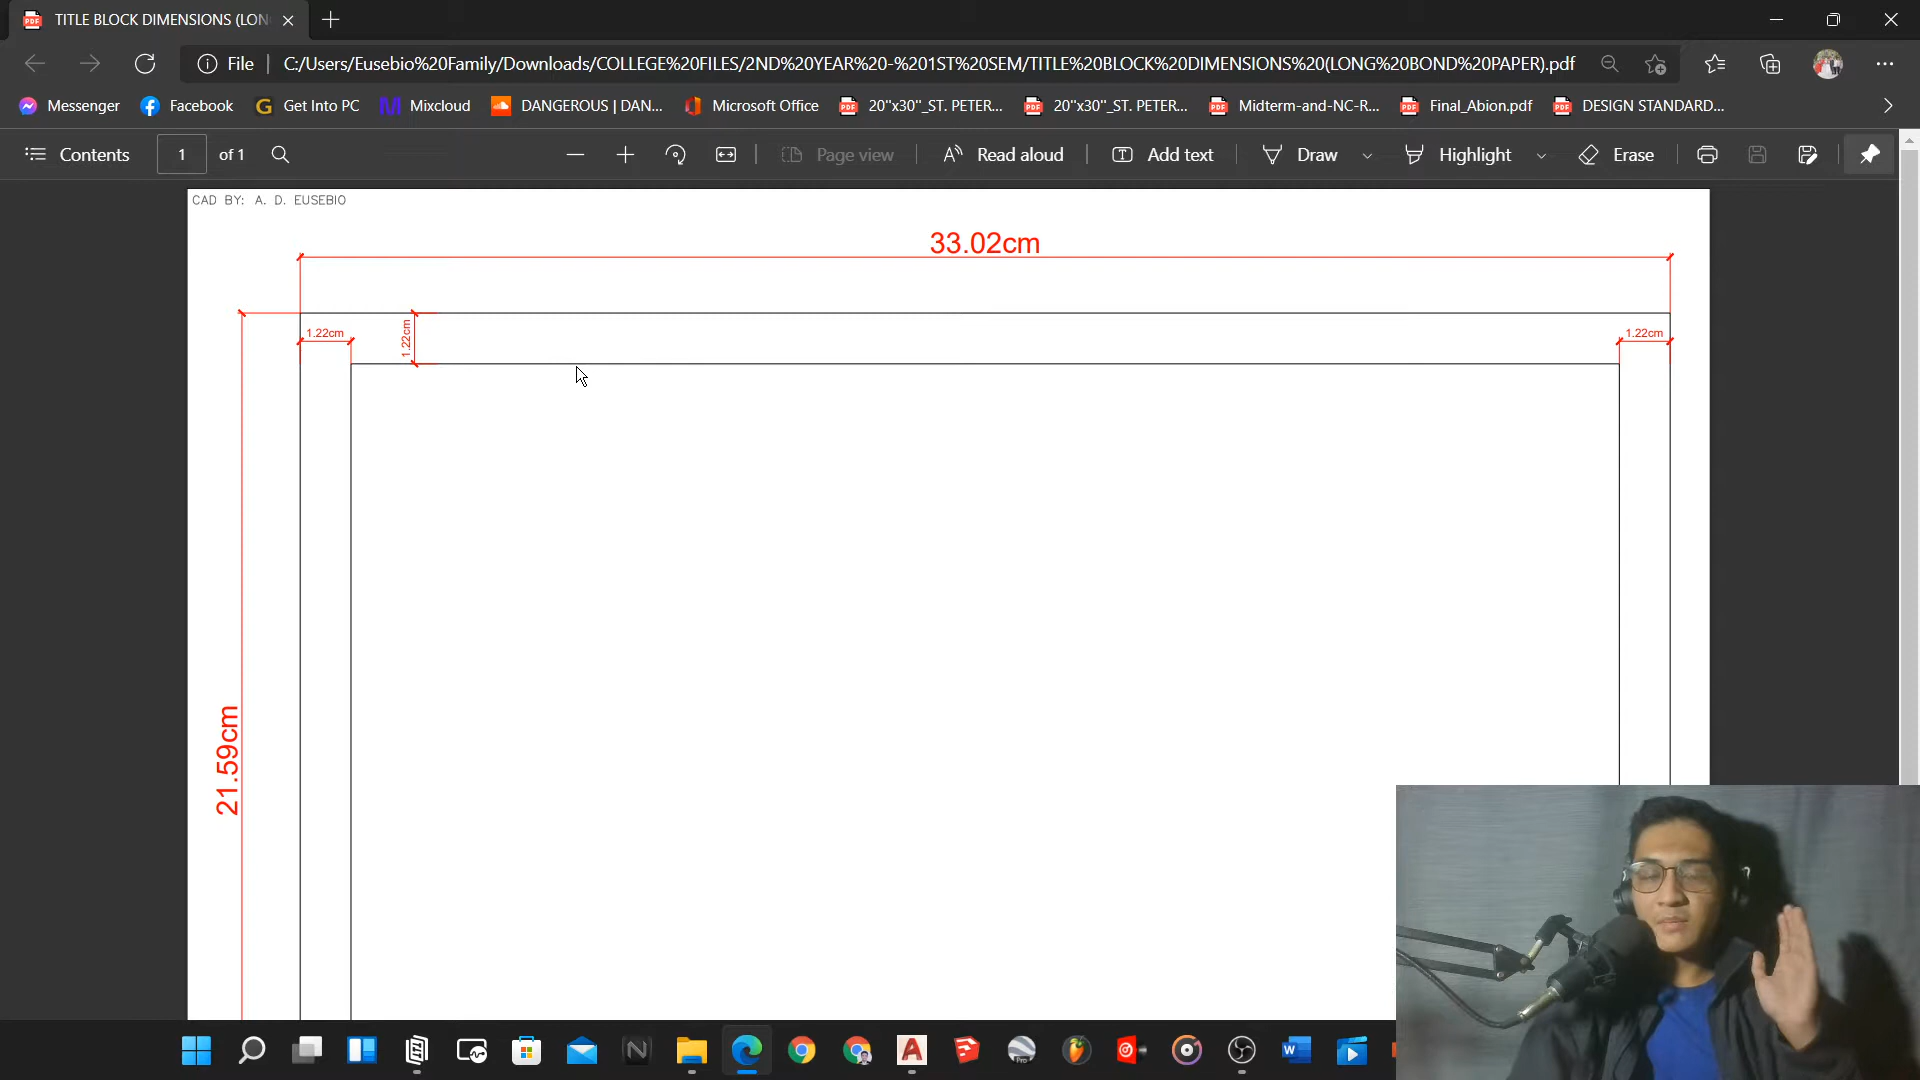 TITLE BLOCK DIMENSIONS (LON
File
C:/Users/Eusebio%20Family/Downloads/COLLEGE%20FILES/2ND%20YEAR%20-%201ST%20SEM/TITLE%20BLOCK%20DIMENSIONS%20(LONG%20BOND%20PAPER).pdf
Messenger
Facebook
Get Into PC
Mixcloud
DANGEROUS | DAN...
Microsoft Office
20"x30"_ST. PETER...
20"x30"_ST. PETER...
Midterm-and-NC-R...
Final_Abion.pdf
DESIGN STANDARD...
Contents
1
of 1
Page view
Read aloud
Add text
Draw
Highlight
Erase
CAD BY: A. D. EUSEBIO
33.02cm
1.22cm
1.22cm
1.22cm
21.59cm